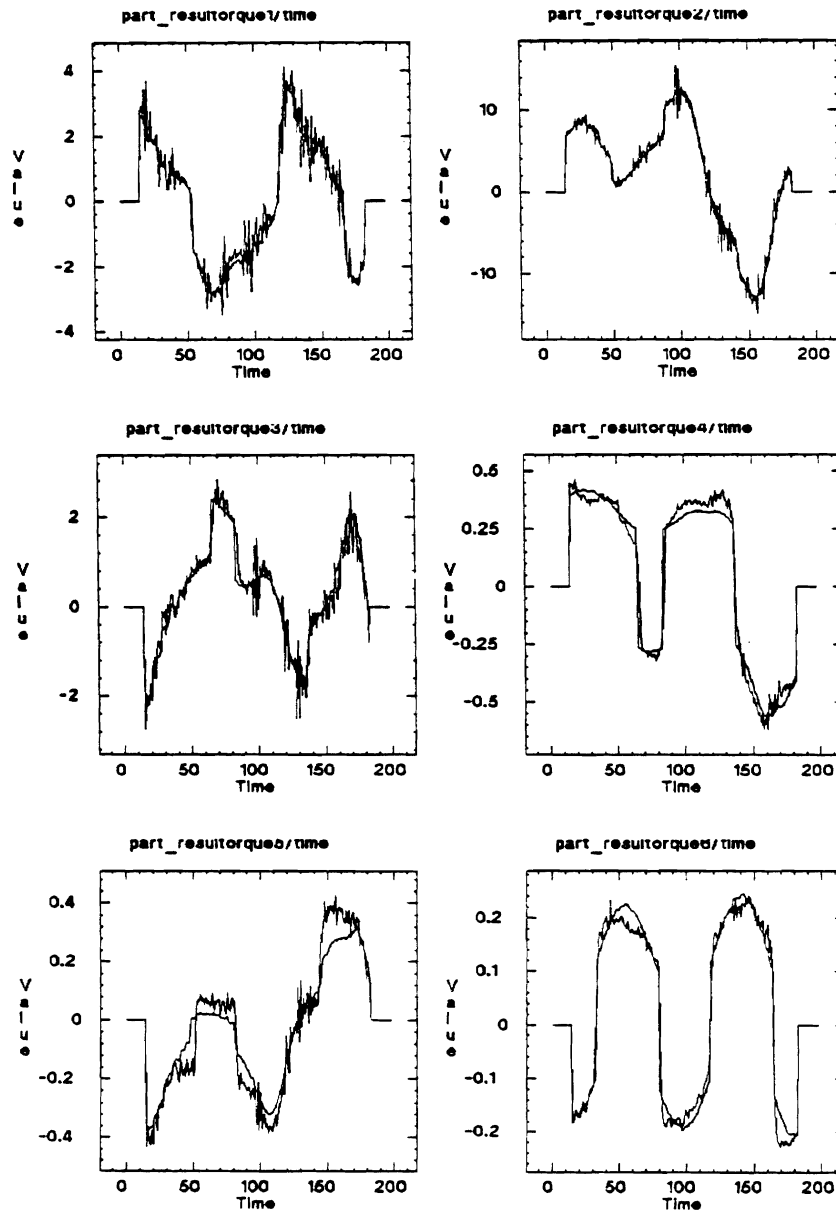 part_resultorque1/time
part_resultorque2/time
4
2
0
-2
-4
Value
0 50 100 150 200
Time
10
0
-10
Value
0 50 100 150 200
Time
part_resultorque3/time
part_resultorque4/time
2
0
-2
Value
0 50 100 150 200
Time
0.5
0.25
0
-0.25
-0.5
Value
0 50 100 150 200
Time
part_resultorque5/time
part_resultorque6/time
0.4
0.2
0
-0.2
-0.4
Value
0 50 100 150 200
Time
0.2
0.1
0
-0.1
-0.2
Value
0 50 100 150 200
Time